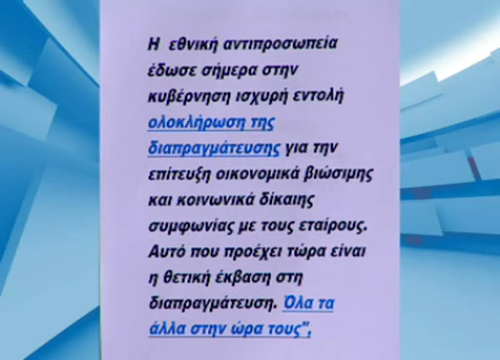 Η εθνική αντιπροσωπεία
έδωσε σήμερα στην
κυβέρνηση ισχυρή εντολή
ολοκλήρωση της
διαπραγμάτευσης για την
επίτευξη οικονομικά βιώσιμης
και κοινωνικά δίκαιης
συμφωνίας με τους εταίρους.
Αυτό που προέχει τώρα είναι
η θετική έκβαση στη
διαπραγμάτευση. Όλα τα
άλλα στην ώρα τους",